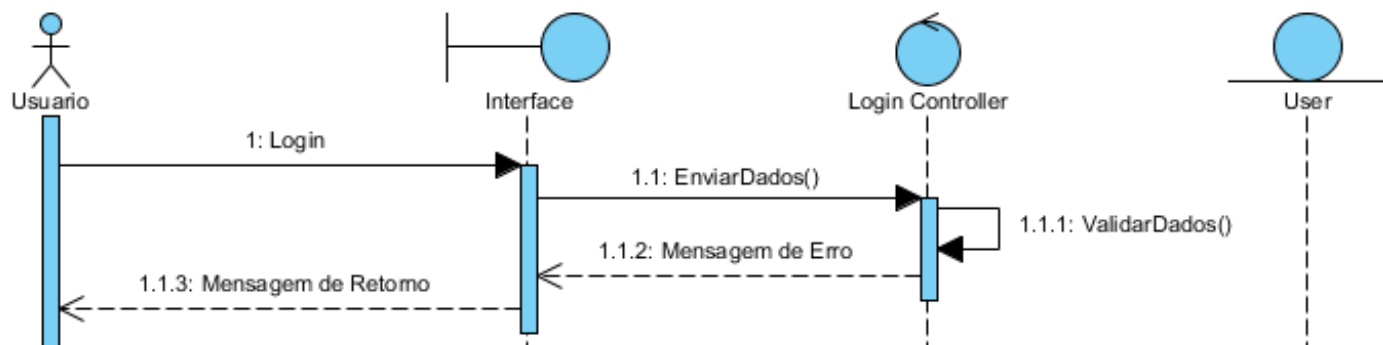 Usuario
Interface
Login Controller
User
1: Login
1.1: EnviarDados()
1.1.1: ValidarDados()
1.1.2: Mensagem de Erro
1.1.3: Mensagem de Retorno